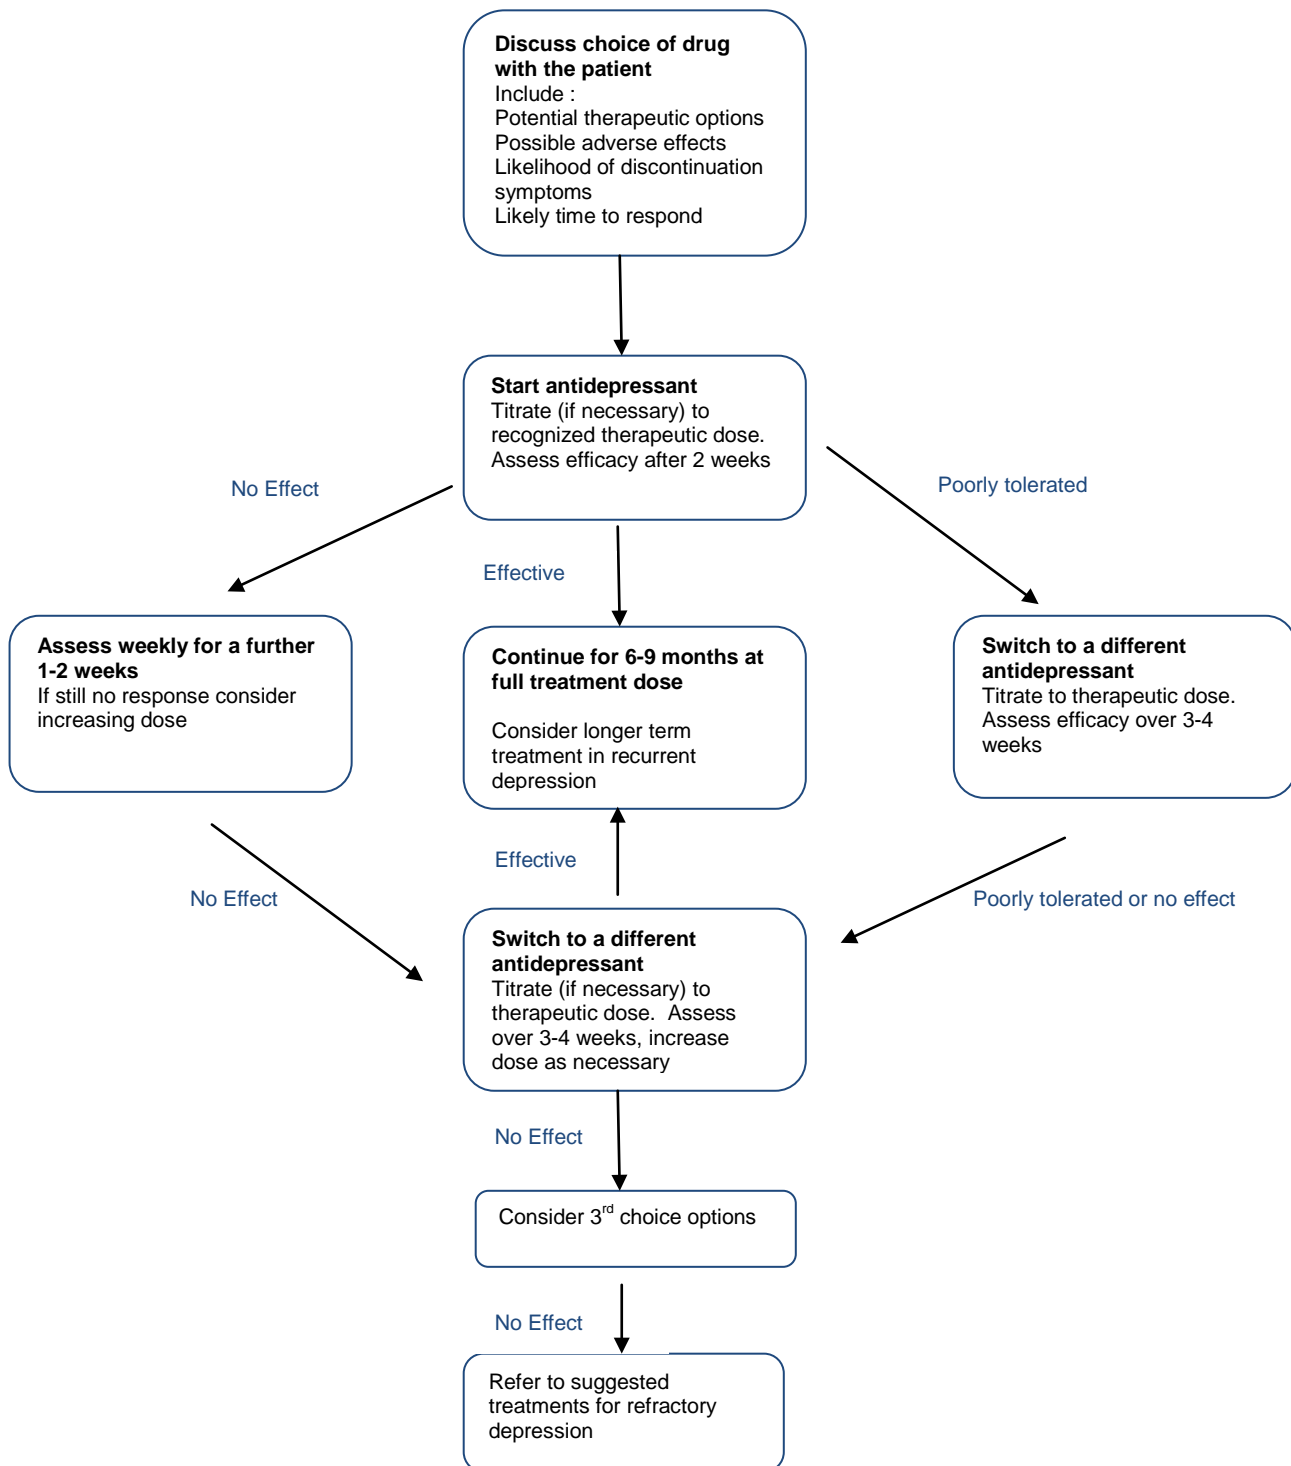 Discuss choice of drug
with the patient
Include :
Potential therapeutic options
Possible adverse effects
Likelihood of discontinuation
symptoms
Likely time to respond
Start antidepressant
Titrate (if necessary) to
recognized therapeutic dose.
Assess efficacy after 2 weeks
No Effect
Effective
Poorly tolerated
Assess weekly for a further
1-2 weeks
If still no response consider
increasing dose
Continue for 6-9 months at
full treatment dose
Consider longer term
treatment in recurrent
depression
Switch to a different
antidepressant
Titrate to therapeutic dose.
Assess efficacy over 3-4
weeks
No Effect
Effective
Poorly tolerated or no effect
Switch to a different
antidepressant
Titrate (if necessary) to
therapeutic dose.  Assess
over 3-4 weeks, increase
dose as necessary
No Effect
Consider 3rd choice options
No Effect
Refer to suggested
treatments for refractory
depression